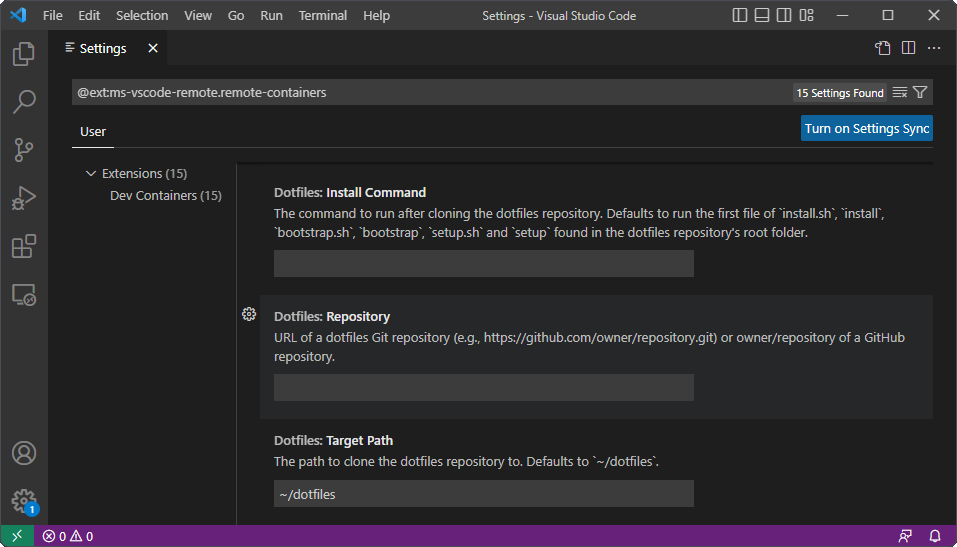 File Edit Selection View Go Run Terminal Help Settings - Visual Studio Code
Settings
@ext:ms-vscode-remote.remote-containers 15 Settings Found
User Turn on Settings Sync
Extensions (15)
Dev Containers (15)
Dotfiles: Install Command
The command to run after cloning the dotfiles repository. Defaults to run the first file of `install.sh`, `install`,
`bootstrap.sh`, `bootstrap`, `setup.sh` and `setup` found in the dotfiles repository's root folder.
Dotfiles: Repository
URL of a dotfiles Git repository (e.g., https://github.com/owner/repository.git) or owner/repository of a GitHub
repository.
Dotfiles: Target Path
The path to clone the dotfiles repository to. Defaults to `~/dotfiles`.
~/dotfiles
1
0 0